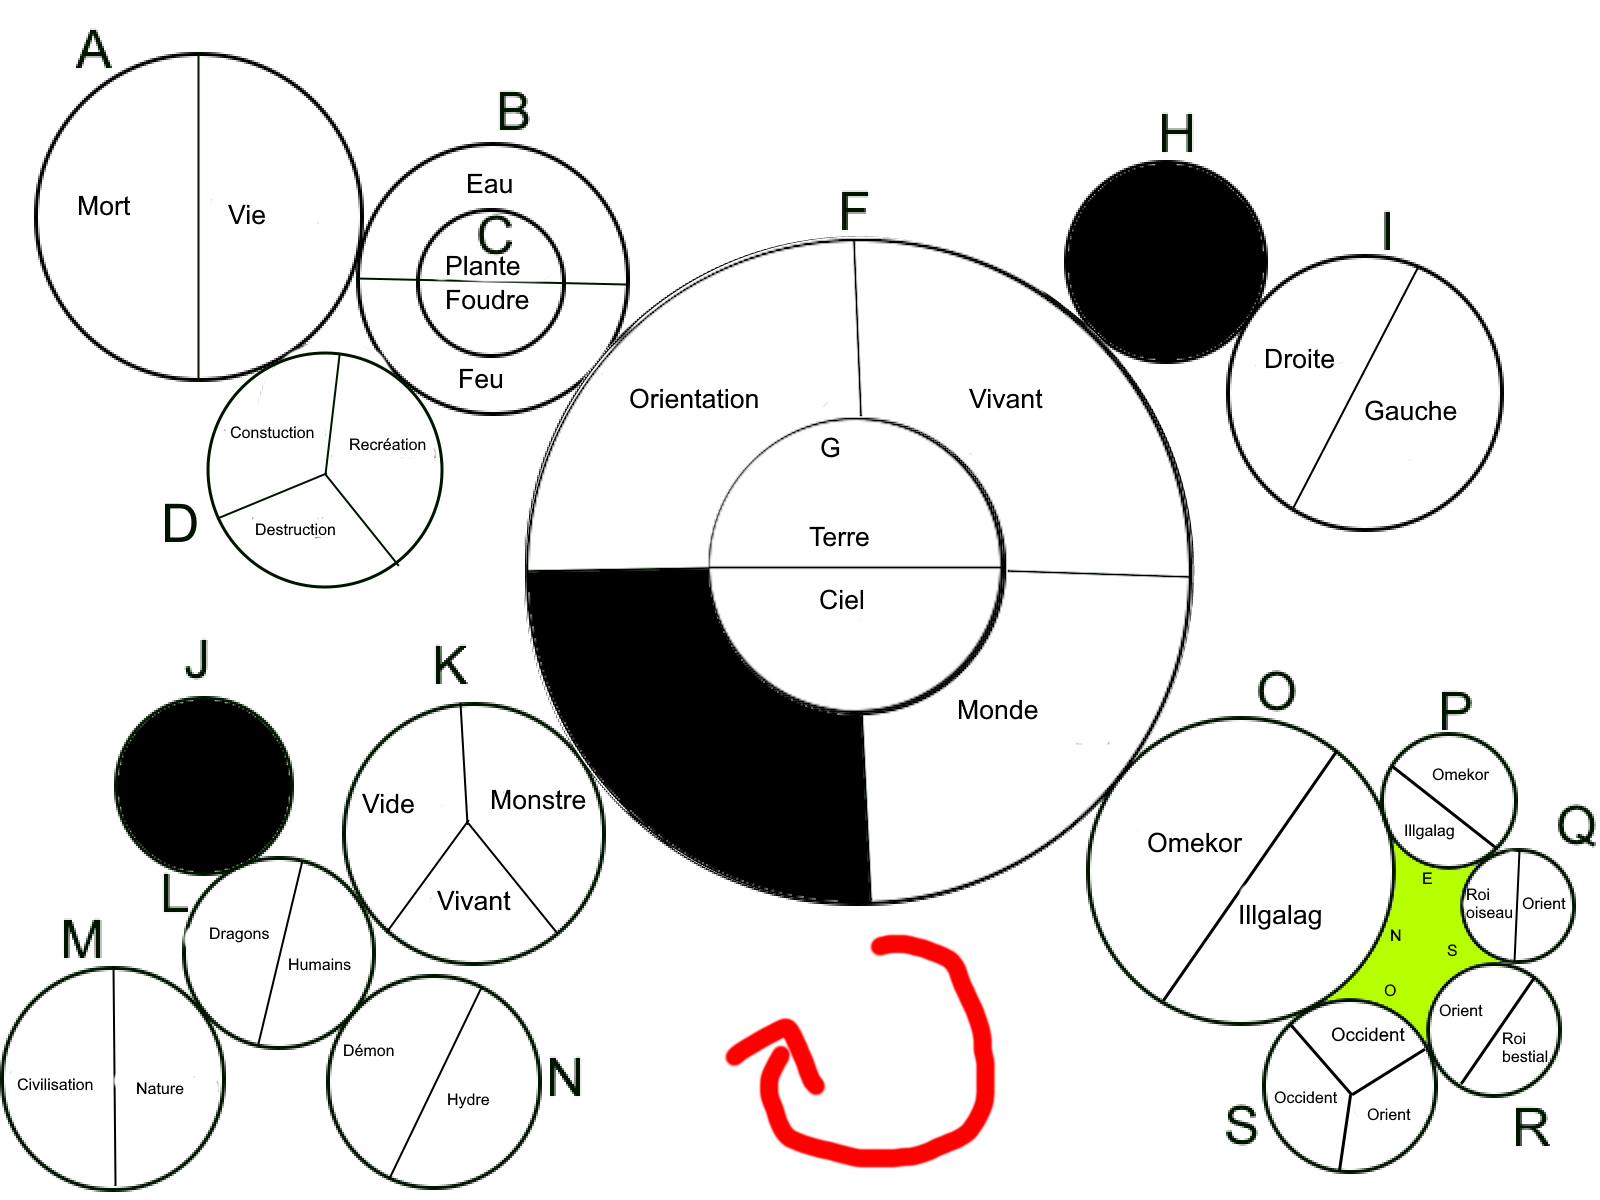 A
Mort
Vie
B
Eau
C
Plante
Foudre
Feu
D
Constuction
Recréation
Destruction
F
Orientation
Vivant
G
Terre
Ciel
Monde
H
I
Droite
Gauche
J
K
Vide
Monstre
Vivant
L
Dragons
Humains
M
Civilisation
Nature
N
Démon
Hydre
O
Omekor
Illgalag
P
Omekor
Illgalag
Q
Roi
oiseau
Orient
E
N
S
O
R
Orient
Roi
bestial
S
Occident
Occident
Orient